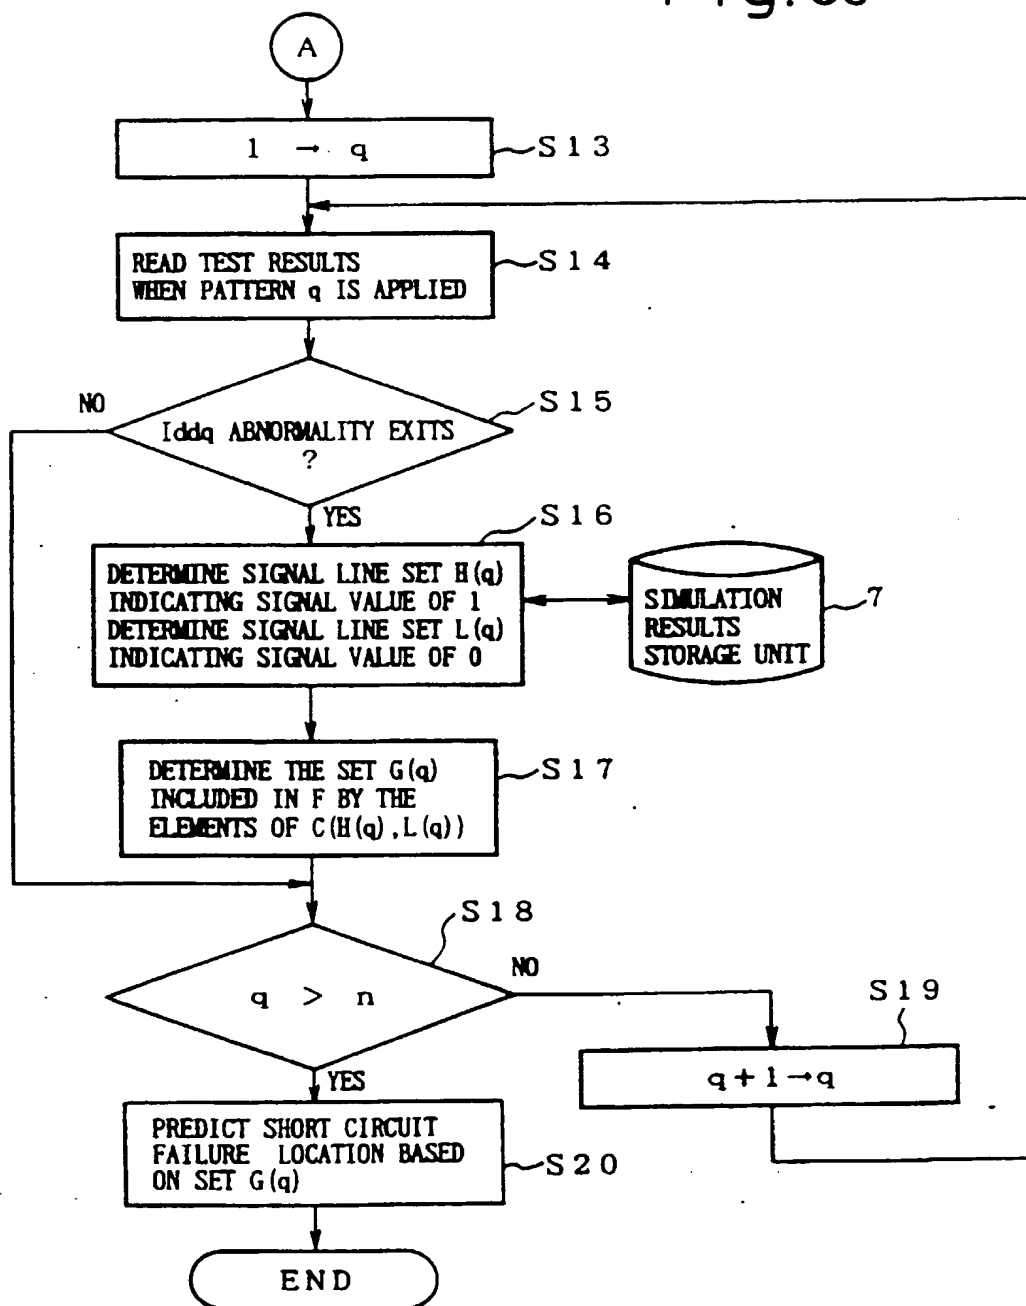 A
1 → q
S13
READ TEST RESULTS
WHEN PATTERN q IS APPLIED
S14
NO
S15
Iddq ABNORMALITY EXITS
?
YES
S16
DETERMINE SIGNAL LINE SET H(q)
INDICATING SIGNAL VALUE OF 1
DETERMINE SIGNAL LINE SET L(q)
INDICATING SIGNAL VALUE OF 0
SIMULATION
RESULTS
STORAGE UNIT
7
DETERMINE THE SET G(q)
INCLUDED IN F BY THE
ELEMENTS OF C(H(q),L(q))
S17
S18
q > n
NO
S19
q+1→q
YES
PREDICT SHORT CIRCUIT
FAILURE LOCATION BASED
ON SET G(q)
S20
END